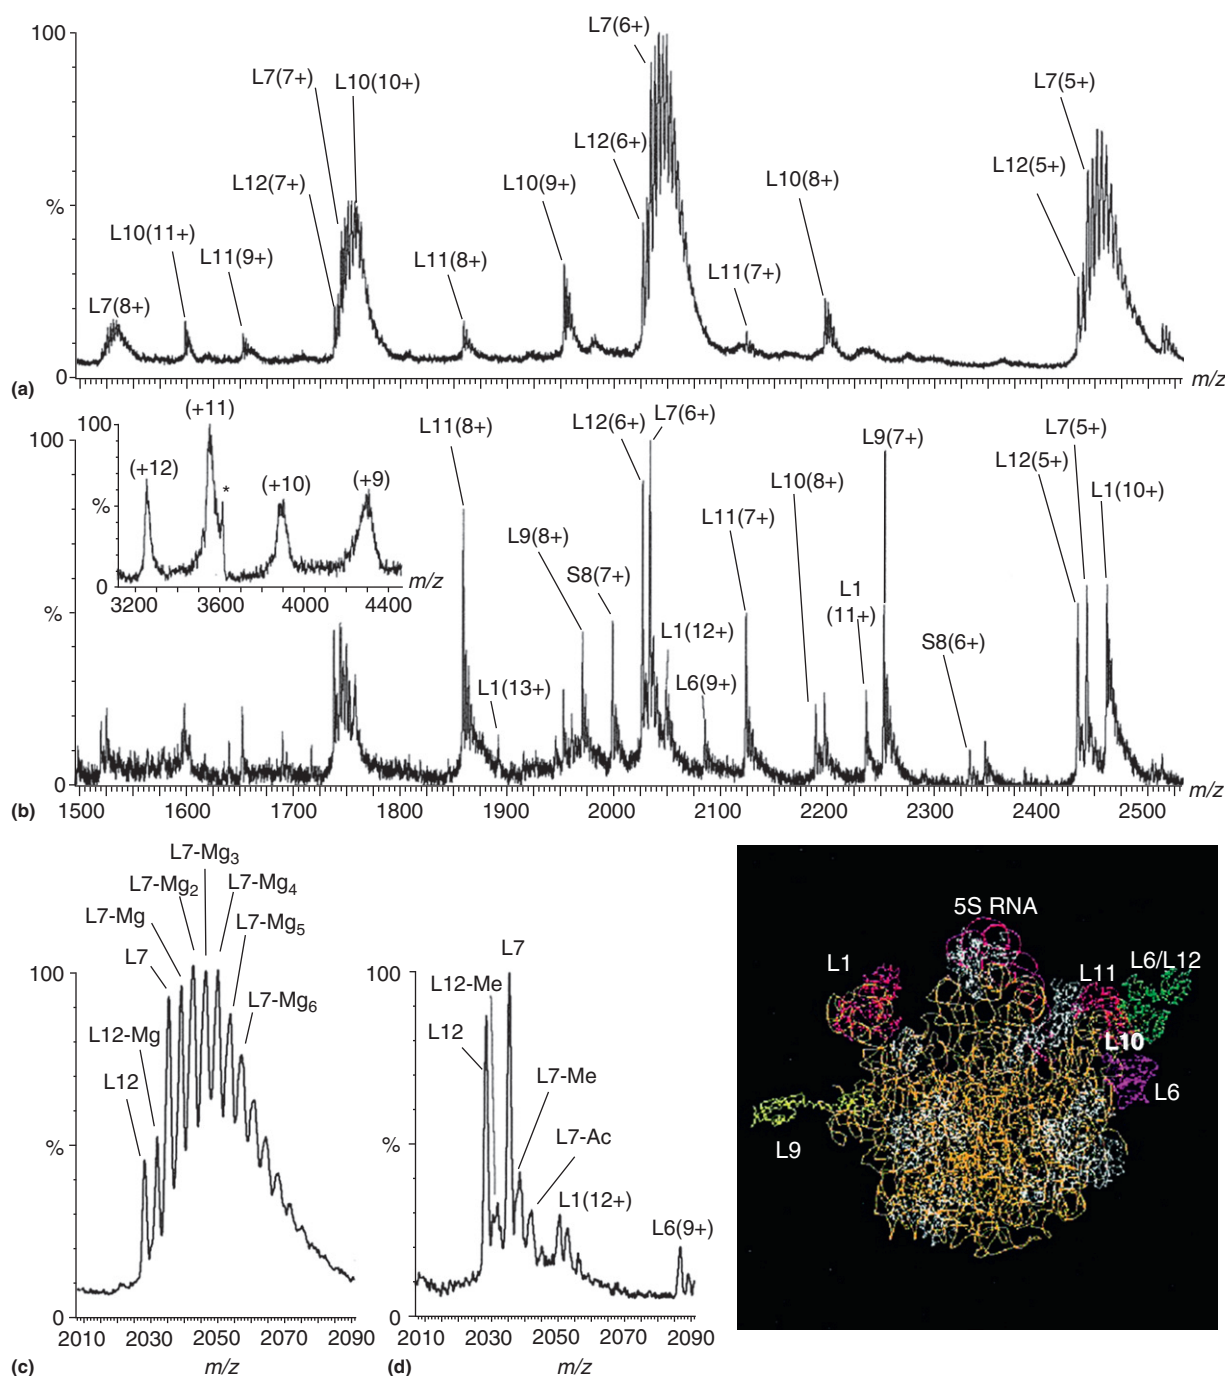 100
%
0
(a)
L7(8+)
L10(11+)
L11(9+)
L12(7+)
L7(7+)
L10(10+)
L11(8+)
L10(9+)
L12(6+)
L7(6+)
L11(7+)
L10(8+)
L12(5+)
L7(5+)
m/z
100
%
0
(b)
100
%
0
(+12)
(+11)
*
(+10)
(+9)
3200 3600 4000 4400
m/z
L11(8+)
L1(13+)
L9(8+)
S8(7+)
L12(6+)
L7(6+)
L1(12+)
L6(9+)
L11(7+)
L10(8+)
L1
(11+)
L9(7+)
S8(6+)
L12(5+)
L7(5+)
L1(10+)
1500 1600 1700 1800 1900 2000 2100 2200 2300 2400 2500
m/z
100
%
0
(c)
L12
L12-Mg
L7
L7-Mg
L7-Mg2
L7-Mg3
L7-Mg4
L7-Mg5
L7-Mg6
2010 2030 2050 2070 2090
m/z
100
%
0
(d)
L12
L12-Me
L7
L7-Me
L7-Ac
L1(12+)
L6(9+)
2010 2030 2050 2070 2090
m/z
5S RNA
L1
L11
L6/L12
L10
L6
L9